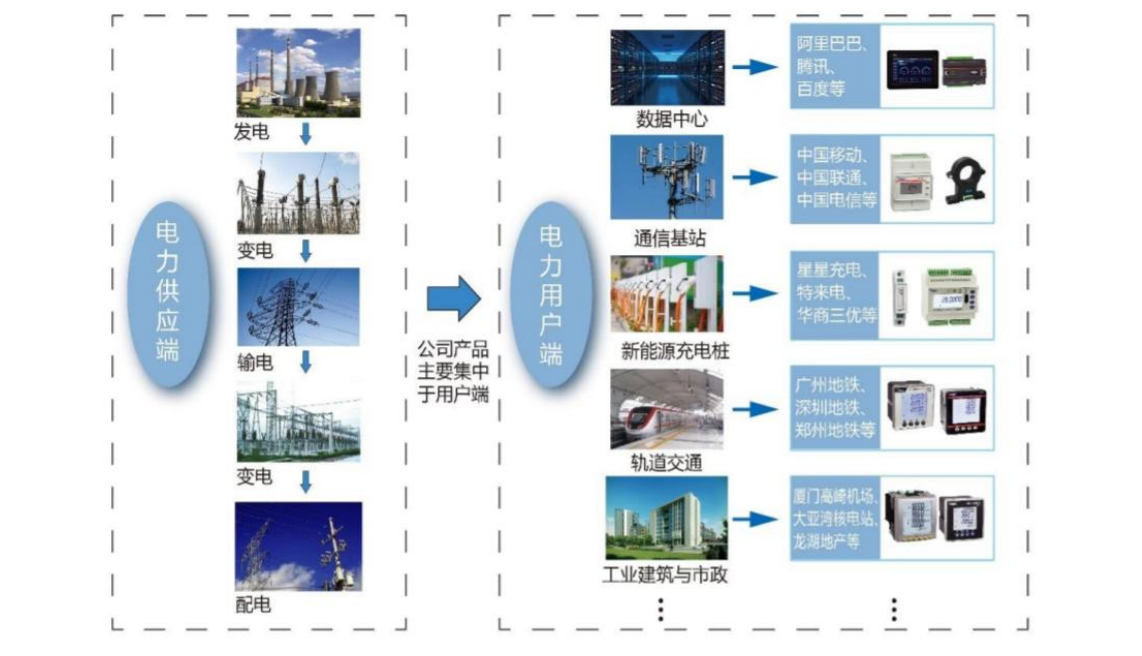 电力供应端
发电
变电
输电
变电
配电
公司产品
主要集中
于用户端
电力用户端
数据中心
阿里巴巴、
腾讯、
百度等
通信基站
中国移动、
中国联通、
中国电信等
新能源充电桩
星星充电、
特来电、
华商三优等
轨道交通
广州地铁、
深圳地铁、
郑州地铁等
工业建筑与市政
厦门高崎机场、
大亚湾核电站、
龙湖地产等